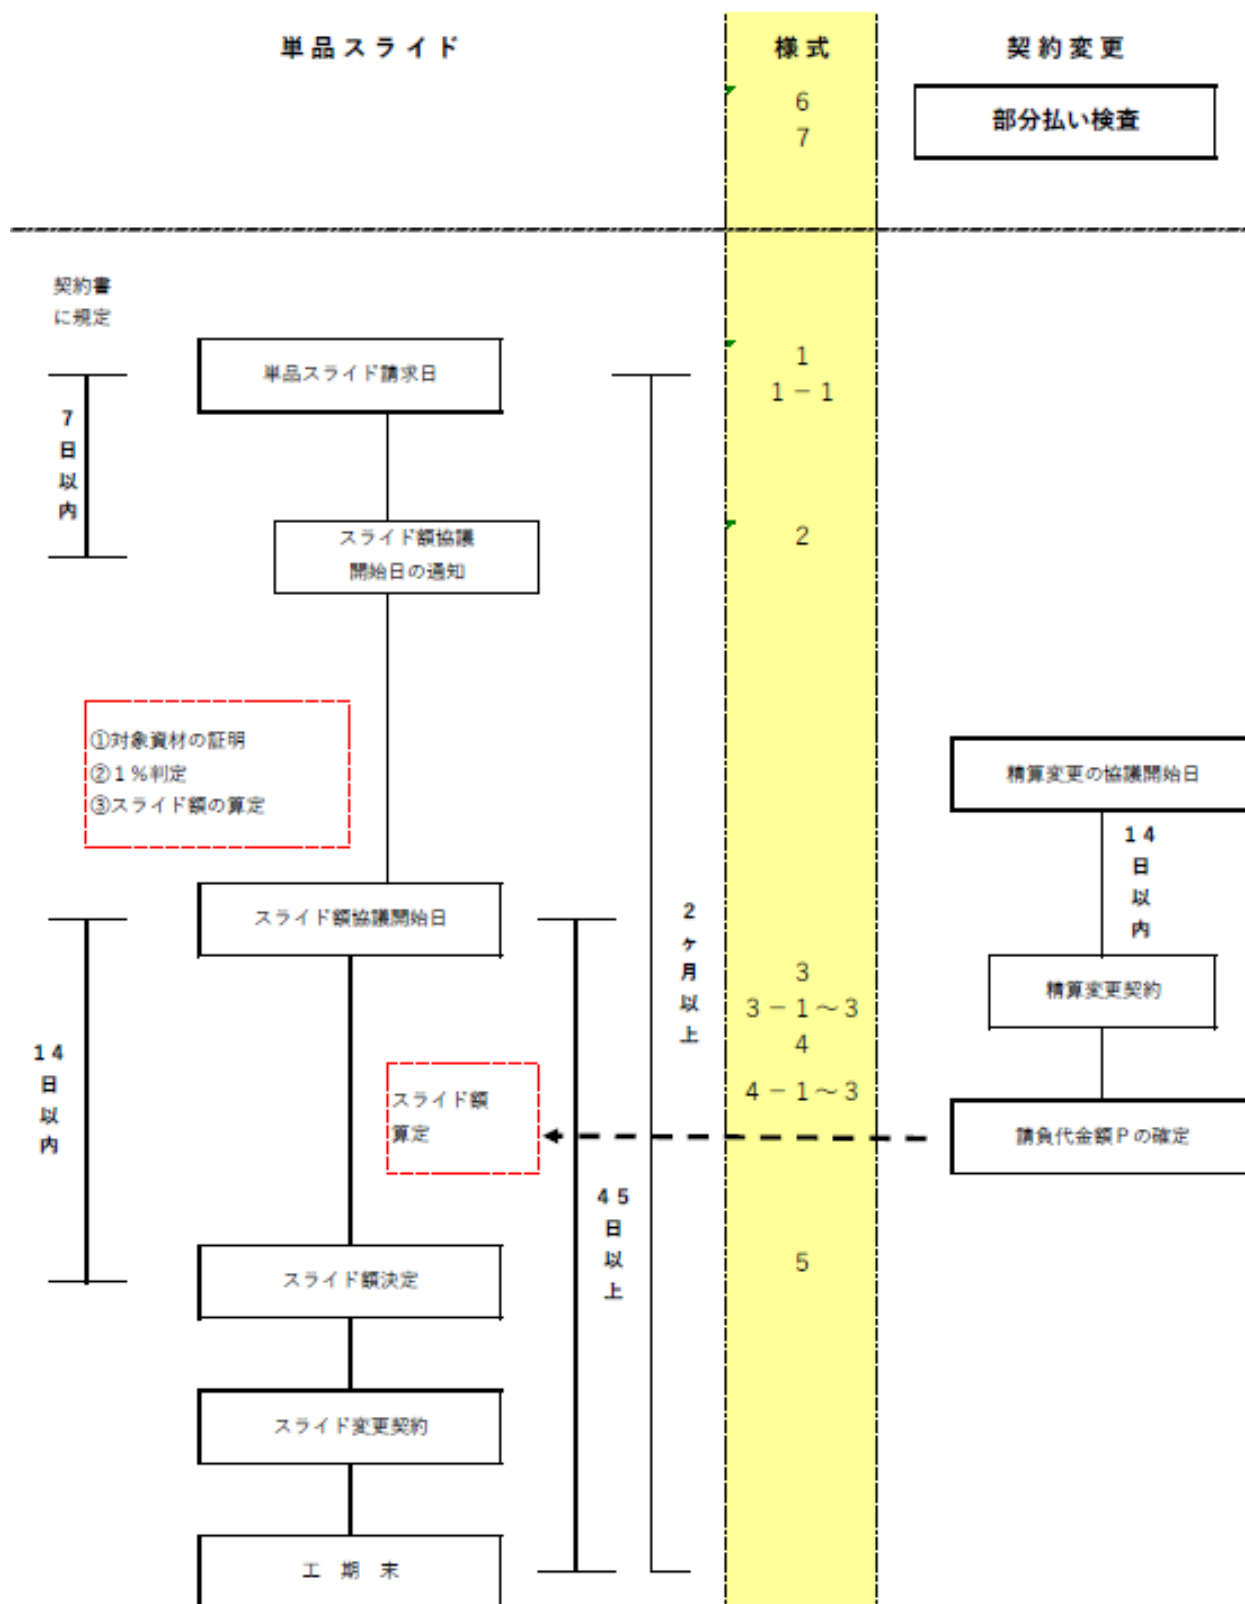 単品スライド
様式
契約変更
6
7
部分払い検査
契約書
に規定
単品スライド請求日
1
1－1
7日以内
スライド額協議
開始日の通知
2
①対象資材の証明
②1％判定
③スライド額の算定
精算変更の協議開始日
14日以内
スライド額協議開始日
2ヶ月以上
3
3－1～3
4
4－1～3
精算変更契約
14日以内
スライド額
算定
請負代金額Ｐの確定
45日以上
スライド額決定
5
スライド変更契約
工　期　末